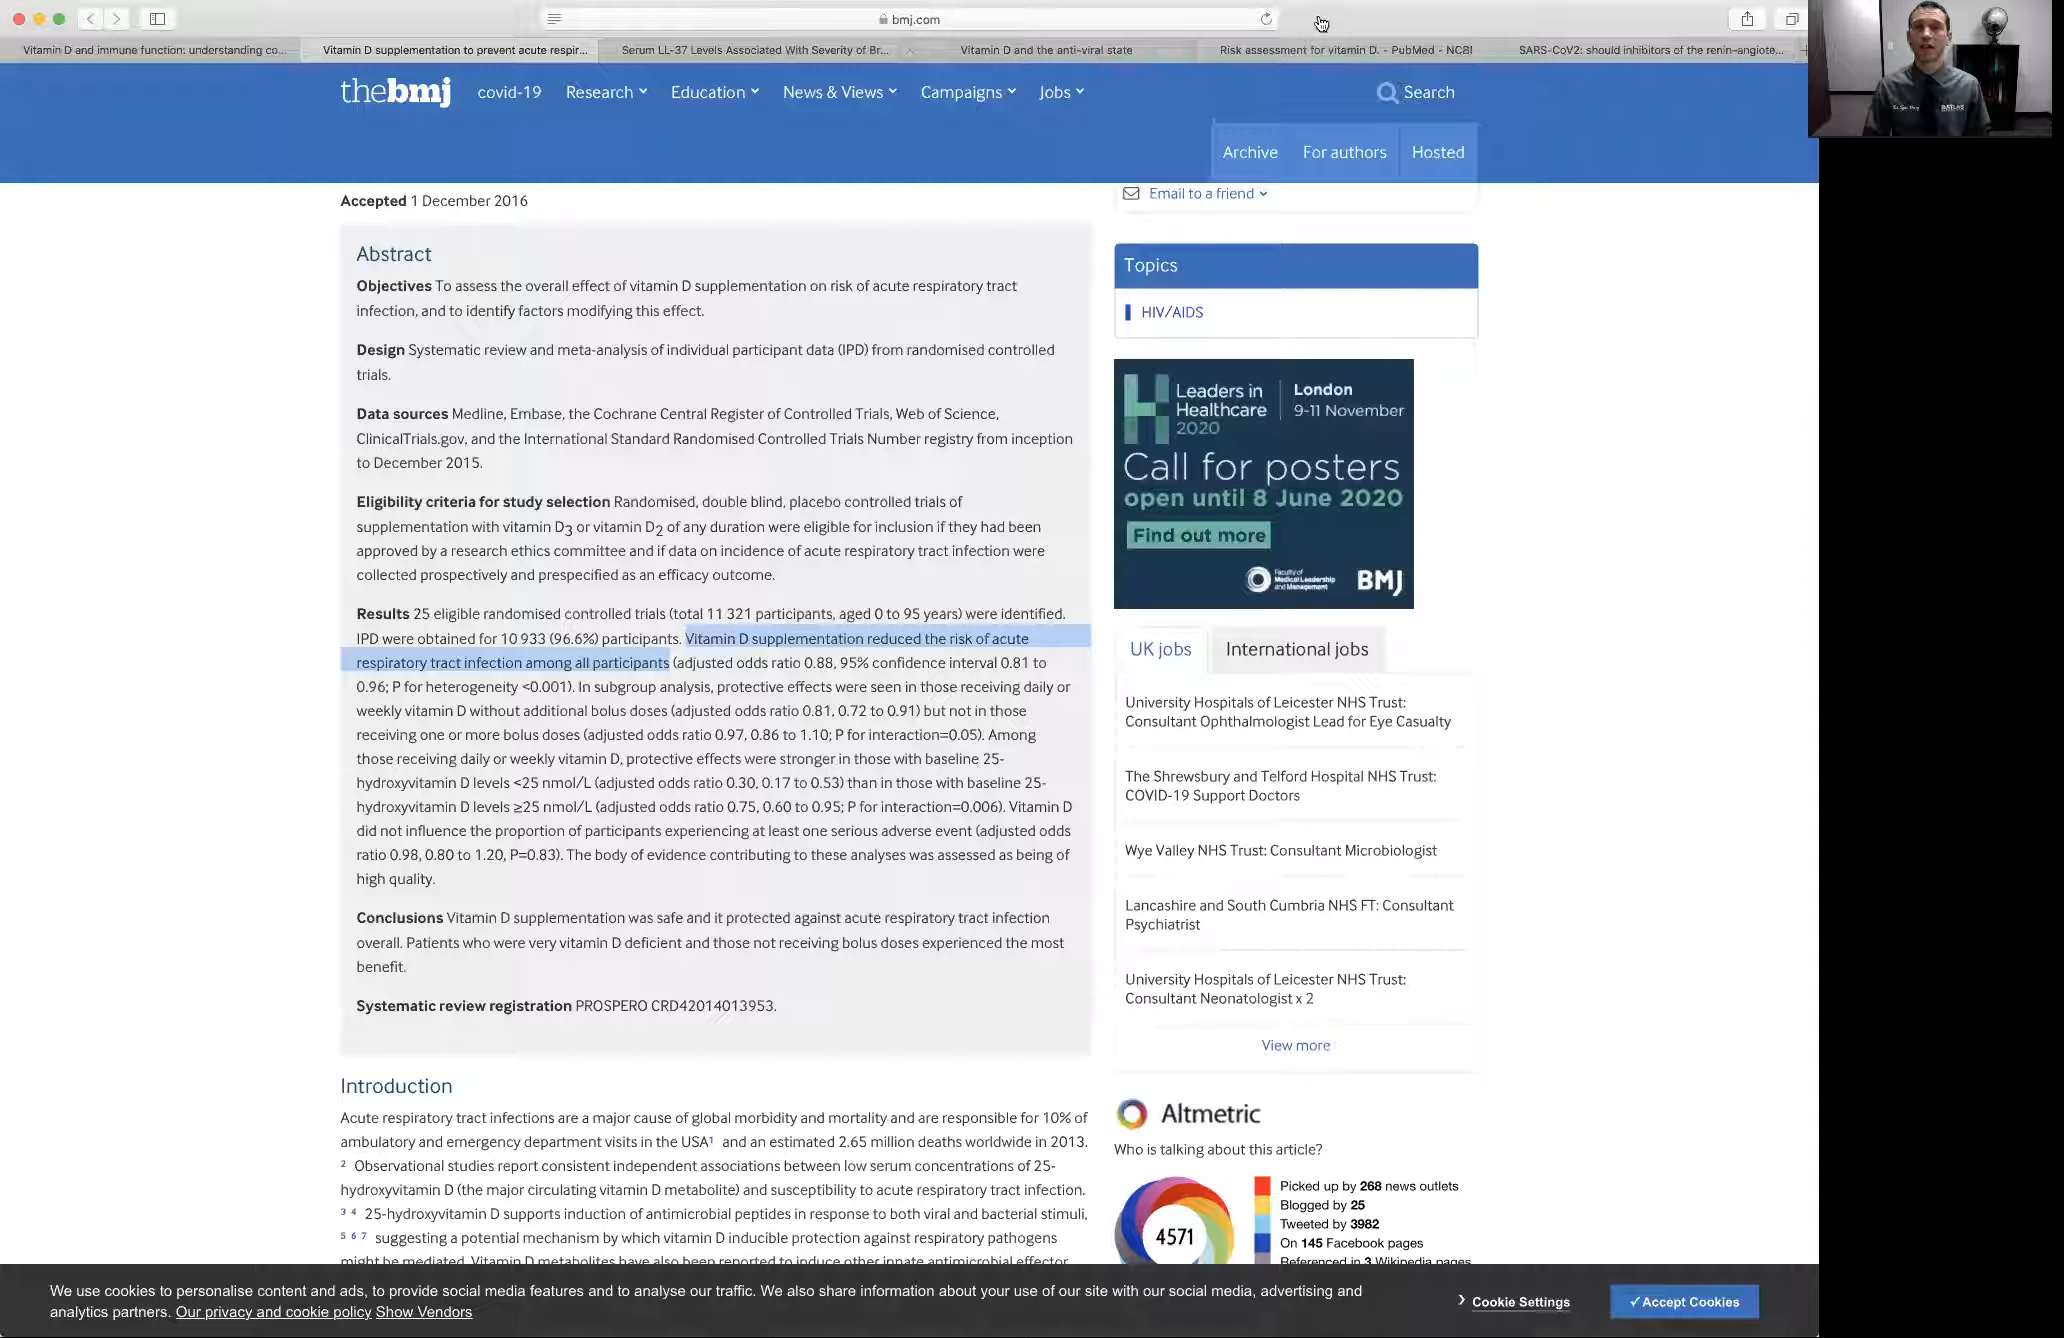 bmj.com
Vitamin D and immune function: understanding co...
Vitamin D supplementation to prevent acute respir...
Serum LL-37 Levels Associated With Severity of Br...
Vitamin D and the anti-viral state
Risk assessment for vitamin D. - PubMed - NCBI
SARS-CoV2: should inhibitors of the renin–angiote...
thebmj
covid-19
Research
Education
News & Views
Campaigns
Jobs
Search
Archive
For authors
Hosted
Accepted 1 December 2016
Abstract
Objectives To assess the overall effect of vitamin D supplementation on risk of acute respiratory tract
infection, and to identify factors modifying this effect.
Design Systematic review and meta-analysis of individual participant data (IPD) from randomised controlled
trials.
Data sources Medline, Embase, the Cochrane Central Register of Controlled Trials, Web of Science,
ClinicalTrials.gov, and the International Standard Randomised Controlled Trials Number registry from inception
to December 2015.
Eligibility criteria for study selection Randomised, double blind, placebo controlled trials of
supplementation with vitamin D3 or vitamin D2 of any duration were eligible for inclusion if they had been
approved by a research ethics committee and if data on incidence of acute respiratory tract infection were
collected prospectively and prespecified as an efficacy outcome.
Results 25 eligible randomised controlled trials (total 11 321 participants, aged 0 to 95 years) were identified.
IPD were obtained for 10 933 (96.6%) participants. Vitamin D supplementation reduced the risk of acute
respiratory tract infection among all participants (adjusted odds ratio 0.88, 95% confidence interval 0.81 to
0.96; P for heterogeneity <0.001). In subgroup analysis, protective effects were seen in those receiving daily or
weekly vitamin D without additional bolus doses (adjusted odds ratio 0.81, 0.72 to 0.91) but not in those
receiving one or more bolus doses (adjusted odds ratio 0.97, 0.86 to 1.10; P for interaction=0.05). Among
those receiving daily or weekly vitamin D, protective effects were stronger in those with baseline 25-
hydroxyvitamin D levels <25 nmol/L (adjusted odds ratio 0.30, 0.17 to 0.53) than in those with baseline 25-
hydroxyvitamin D levels ≥25 nmol/L (adjusted odds ratio 0.75, 0.60 to 0.95; P for interaction=0.006). Vitamin D
did not influence the proportion of participants experiencing at least one serious adverse event (adjusted odds
ratio 0.98, 0.80 to 1.20, P=0.83). The body of evidence contributing to these analyses was assessed as being of
high quality.
Conclusions Vitamin D supplementation was safe and it protected against acute respiratory tract infection
overall. Patients who were very vitamin D deficient and those not receiving bolus doses experienced the most
benefit.
Systematic review registration PROSPERO CRD42014013953.
Introduction
Acute respiratory tract infections are a major cause of global morbidity and mortality and are responsible for 10% of
ambulatory and emergency department visits in the USA1 and an estimated 2.65 million deaths worldwide in 2013.
2 Observational studies report consistent independent associations between low serum concentrations of 25-
hydroxyvitamin D (the major circulating vitamin D metabolite) and susceptibility to acute respiratory tract infection.
3 4 25-hydroxyvitamin D supports induction of antimicrobial peptides in response to both viral and bacterial stimuli,
5 6 7 suggesting a potential mechanism by which vitamin D inducible protection against respiratory pathogens
might be mediated. Vitamin D metabolites have also been reported to induce other innate antimicrobial effector
Email to a friend
Topics
HIV/AIDS
Leaders in
Healthcare
2020
London
9-11 November
Call for posters
open until 8 June 2020
Find out more
Faculty of
Medical Leadership
and Management
BMJ
UK jobs
International jobs
University Hospitals of Leicester NHS Trust:
Consultant Ophthalmologist Lead for Eye Casualty
The Shrewsbury and Telford Hospital NHS Trust:
COVID-19 Support Doctors
Wye Valley NHS Trust: Consultant Microbiologist
Lancashire and South Cumbria NHS FT: Consultant
Psychiatrist
University Hospitals of Leicester NHS Trust:
Consultant Neonatologist x 2
View more
Altmetric
Who is talking about this article?
4571
Picked up by 268 news outlets
Blogged by 25
Tweeted by 3982
On 145 Facebook pages
Referenced in 3 Wikipedia pages
We use cookies to personalise content and ads, to provide social media features and to analyse our traffic. We also share information about your use of our site with our social media, advertising and
analytics partners. Our privacy and cookie policy Show Vendors
Cookie Settings
✓Accept Cookies